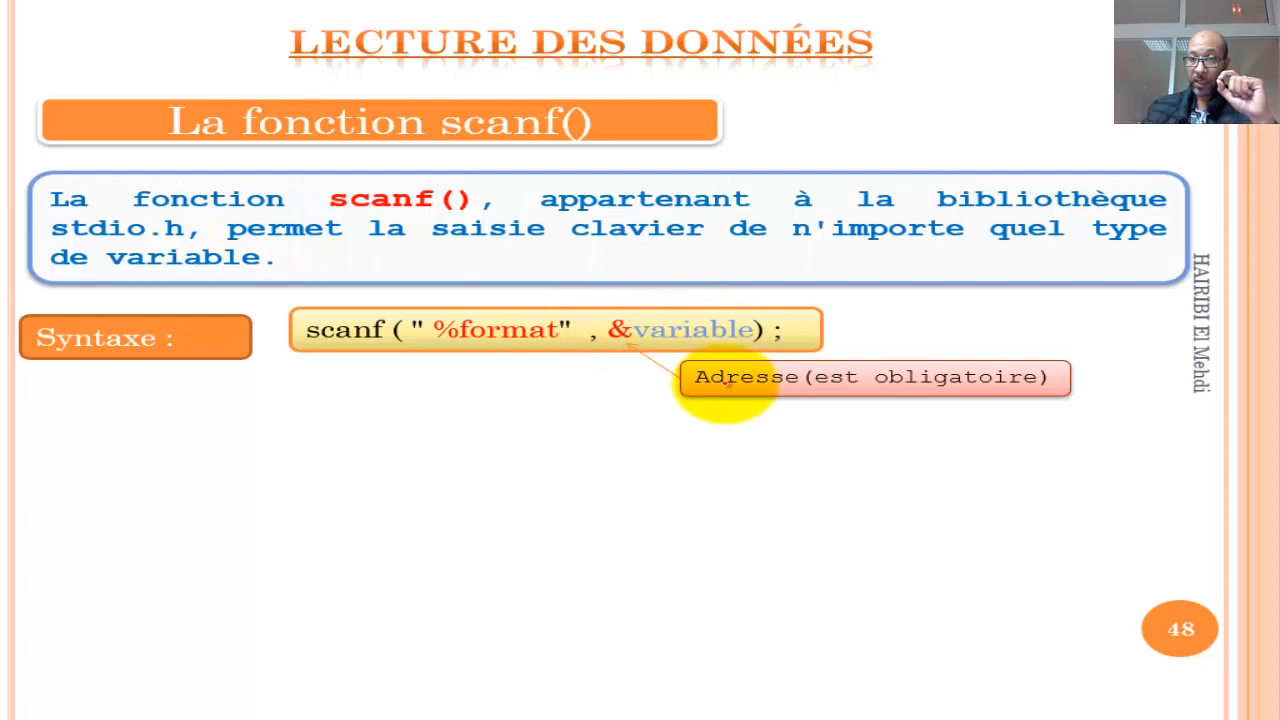 LECTURE DES DONNÉES
La fonction scanf()
La fonction scanf(), appartenant à la bibliothèque
stdio.h, permet la saisie clavier de n'importe quel type
de variable.
Syntaxe :
scanf ( " %format" , &variable) ;
Adresse(est obligatoire)
HAIRIBI El Mehdi
48